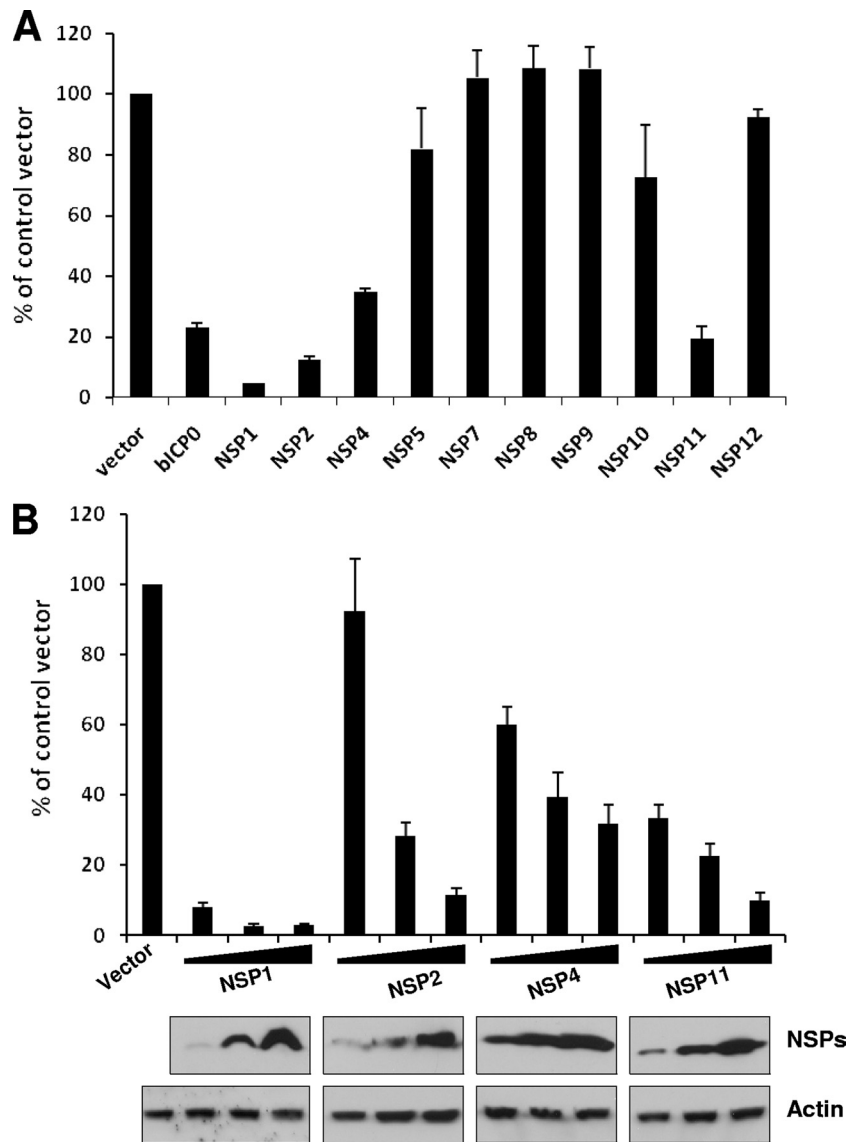 A
% of control vector
120
100
80
60
40
20
0
vector
bICP0
NSP1
NSP2
NSP4
NSP5
NSP7
NSP8
NSP9
NSP10
NSP11
NSP12
B
% of control vector
120
100
80
60
40
20
0
Vector
NSP1
NSP2
NSP4
NSP11
NSPs
Actin